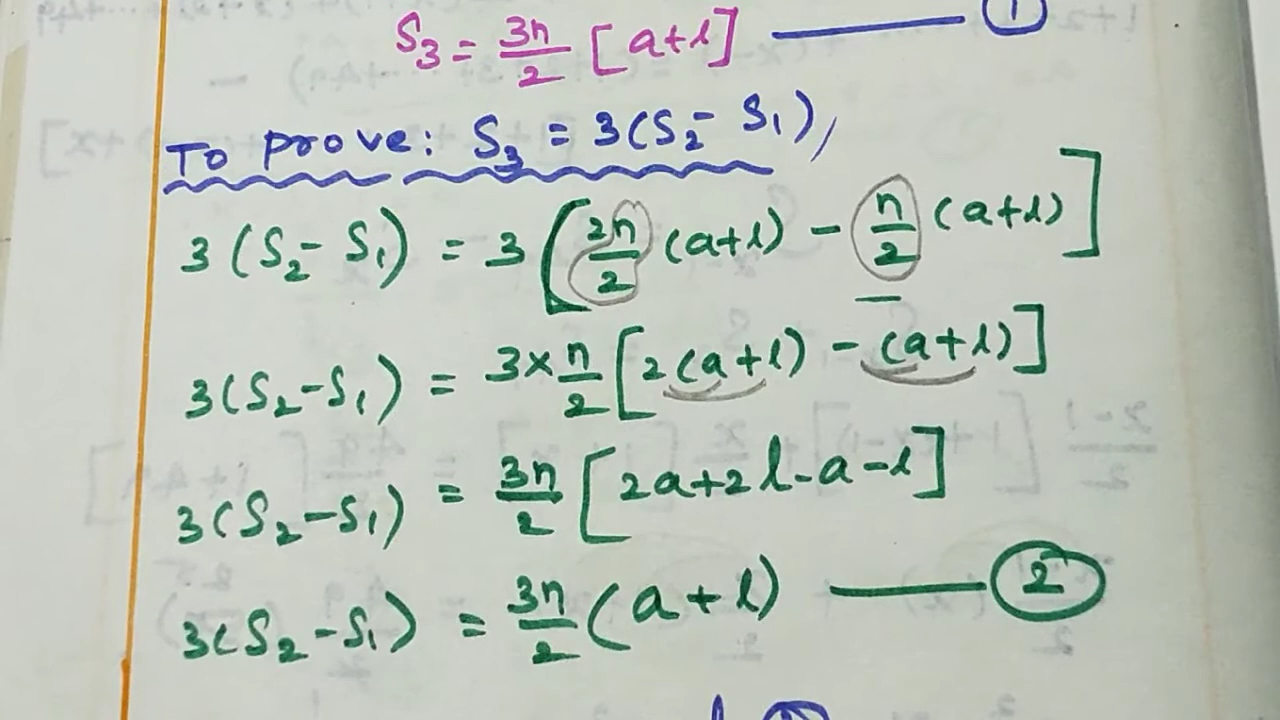 S₃ = 3n/2 [a+l] —— ①
To prove: S₃ = 3(S₂ - S₁),
3(S₂ - S₁) = 3[2n/2 (a+l) - n/2 (a+l)]
3(S₂ - S₁) = 3 × n/2 [2(a+l) - (a+l)]
3(S₂ - S₁) = 3n/2 [2a+2l-a-l]
3(S₂ - S₁) = 3n/2 (a+l) —— ②